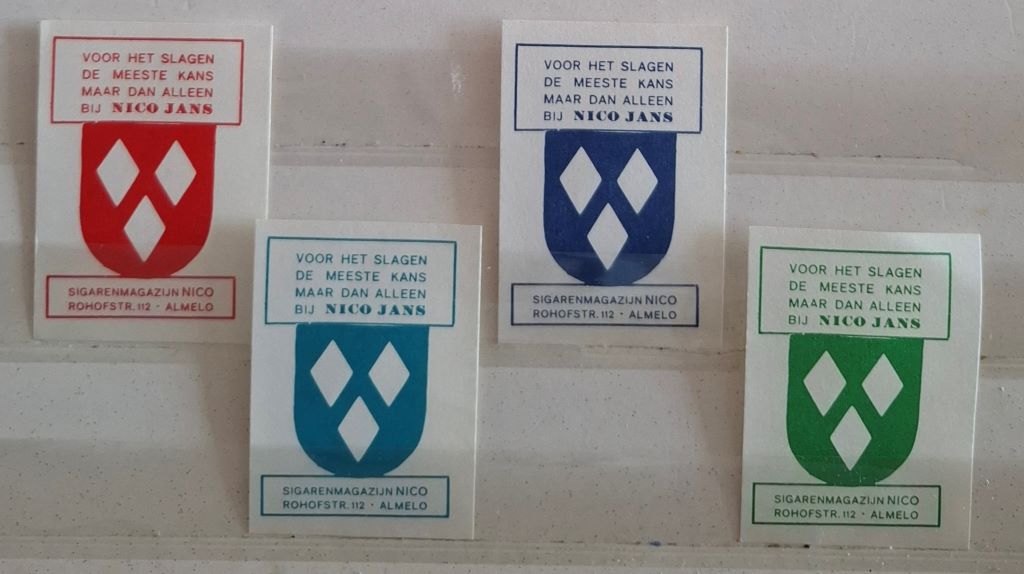 VOOR HET SLAGEN
DE MEESTE KANS
MAAR DAN ALLEEN
BIJ NICO JANS
SIGARENMAGAZIJN NICO
ROHOFSTR. 112 · ALMELO
VOOR HET SLAGEN
DE MEESTE KANS
MAAR DAN ALLEEN
BIJ NICO JANS
SIGARENMAGAZIJN NICO
ROHOFSTR. 112 · ALMELO
VOOR HET SLAGEN
DE MEESTE KANS
MAAR DAN ALLEEN
BIJ NICO JANS
SIGARENMAGAZIJN NICO
ROHOFSTR. 112 · ALMELO
VOOR HET SLAGEN
DE MEESTE KANS
MAAR DAN ALLEEN
BIJ NICO JANS
SIGARENMAGAZIJN NICO
ROHOFSTR. 112 · ALMELO